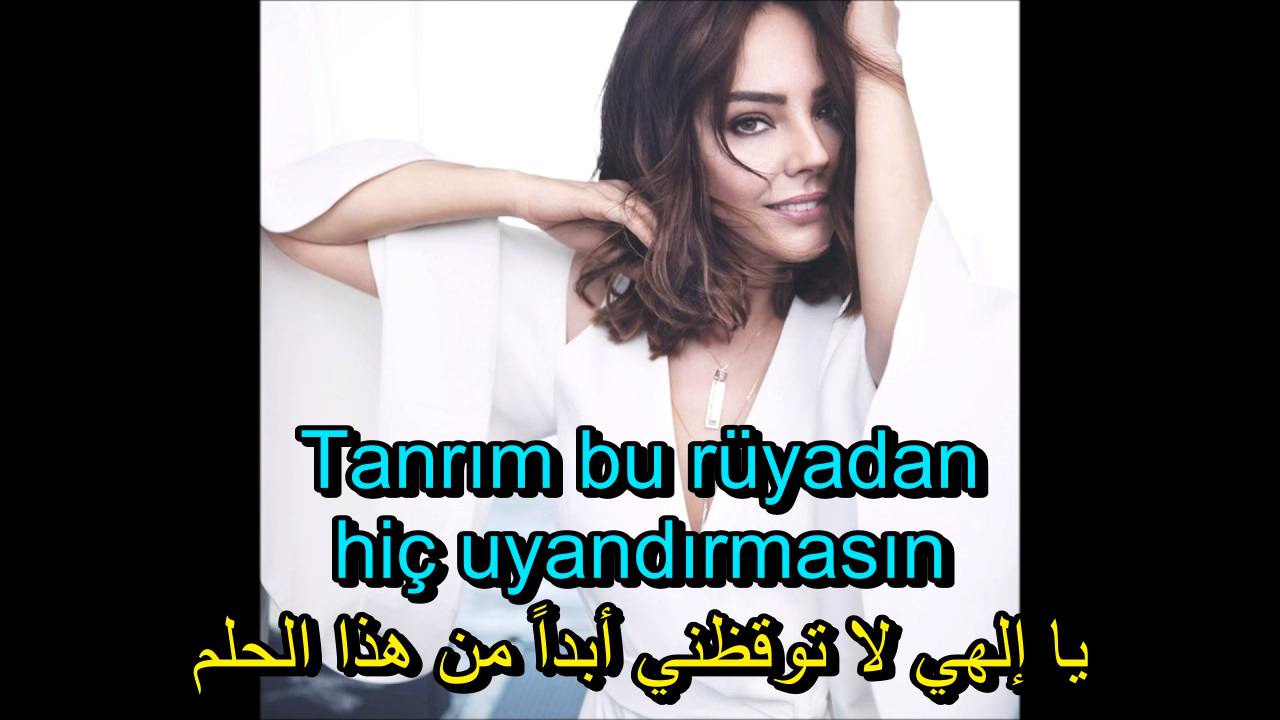 Tanrım bu rüyadan
hiç uyandırmasın
يا إلهي لا توقظني أبداً من هذا الحلم